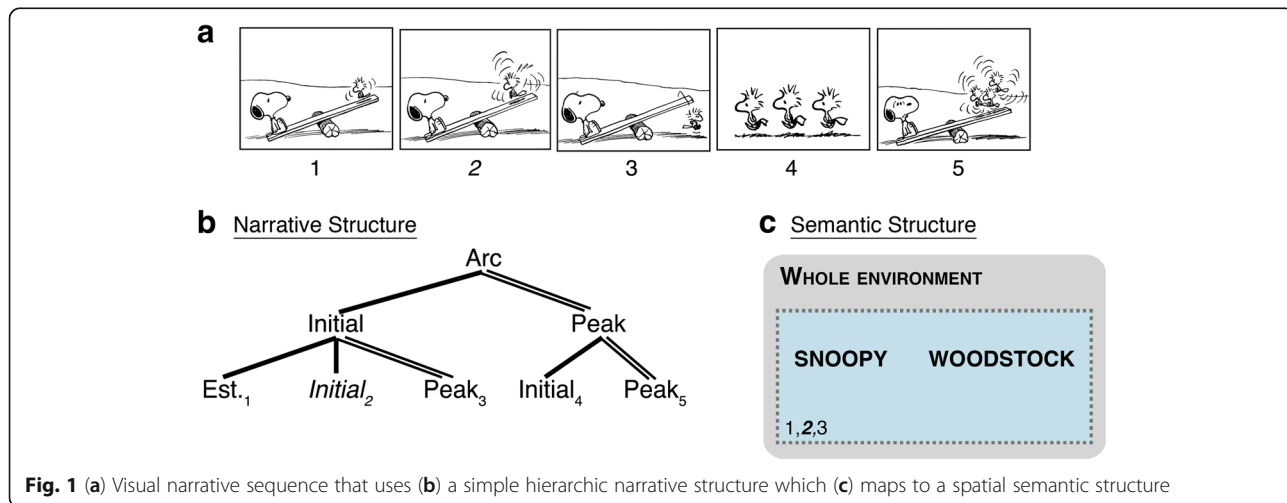 a
1 2 3 4 5
b Narrative Structure
Arc
Initial Peak
Est.1 Initial2 Peak3 Initial4 Peak5
c Semantic Structure
WHOLE ENVIRONMENT
SNOOPY WOODSTOCK
1,2,3
Fig. 1 (a) Visual narrative sequence that uses (b) a simple hierarchic narrative structure which (c) maps to a spatial semantic structure